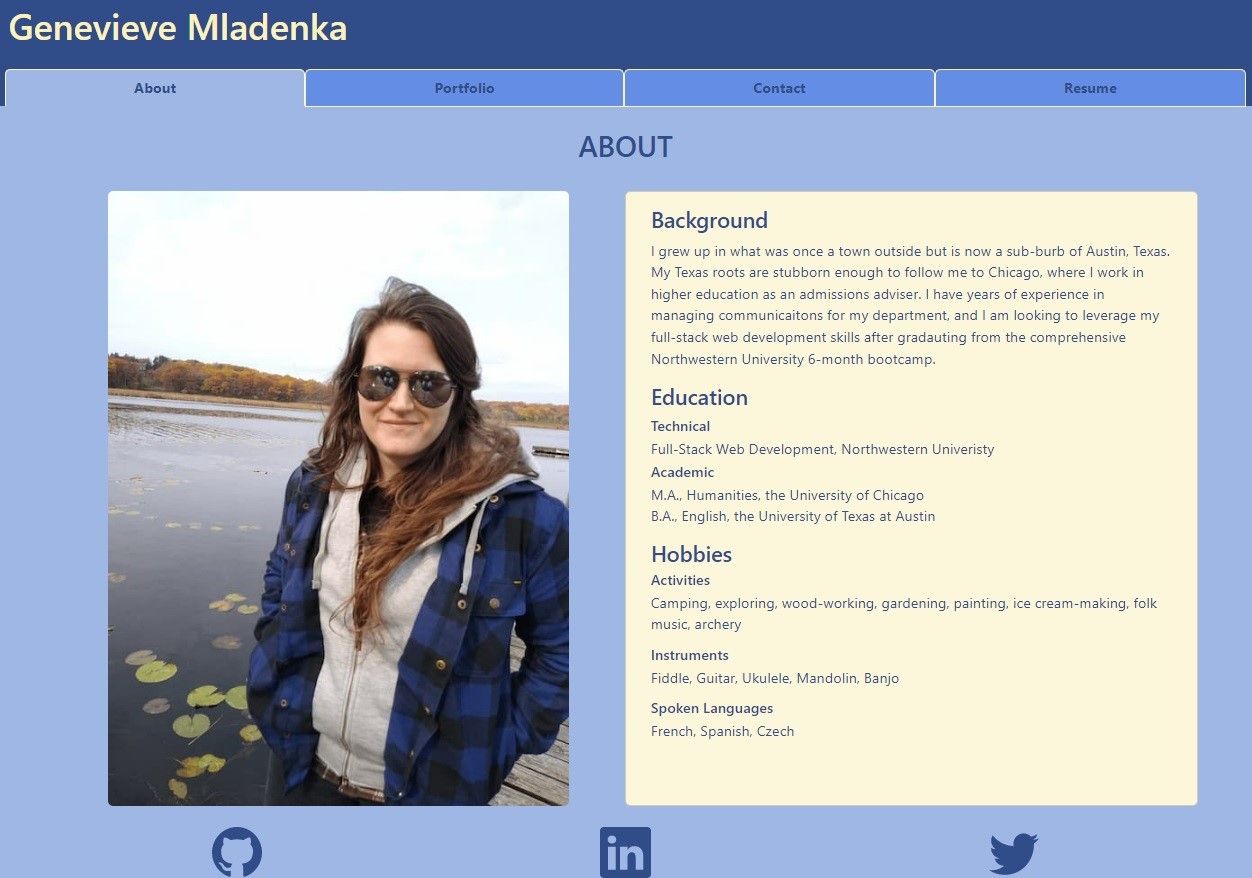 Genevieve Mladenka
About
Portfolio
Contact
Resume
ABOUT
Background
I grew up in what was once a town outside but is now a sub-burb of Austin, Texas.
My Texas roots are stubborn enough to follow me to Chicago, where I work in
higher education as an admissions adviser. I have years of experience in
managing communicaitons for my department, and I am looking to leverage my
full-stack web development skills after gradauting from the comprehensive
Northwestern University 6-month bootcamp.
Education
Technical
Full-Stack Web Development, Northwestern Univeristy
Academic
M.A., Humanities, the University of Chicago
B.A., English, the University of Texas at Austin
Hobbies
Activities
Camping, exploring, wood-working, gardening, painting, ice cream-making, folk
music, archery
Instruments
Fiddle, Guitar, Ukulele, Mandolin, Banjo
Spoken Languages
French, Spanish, Czech
in